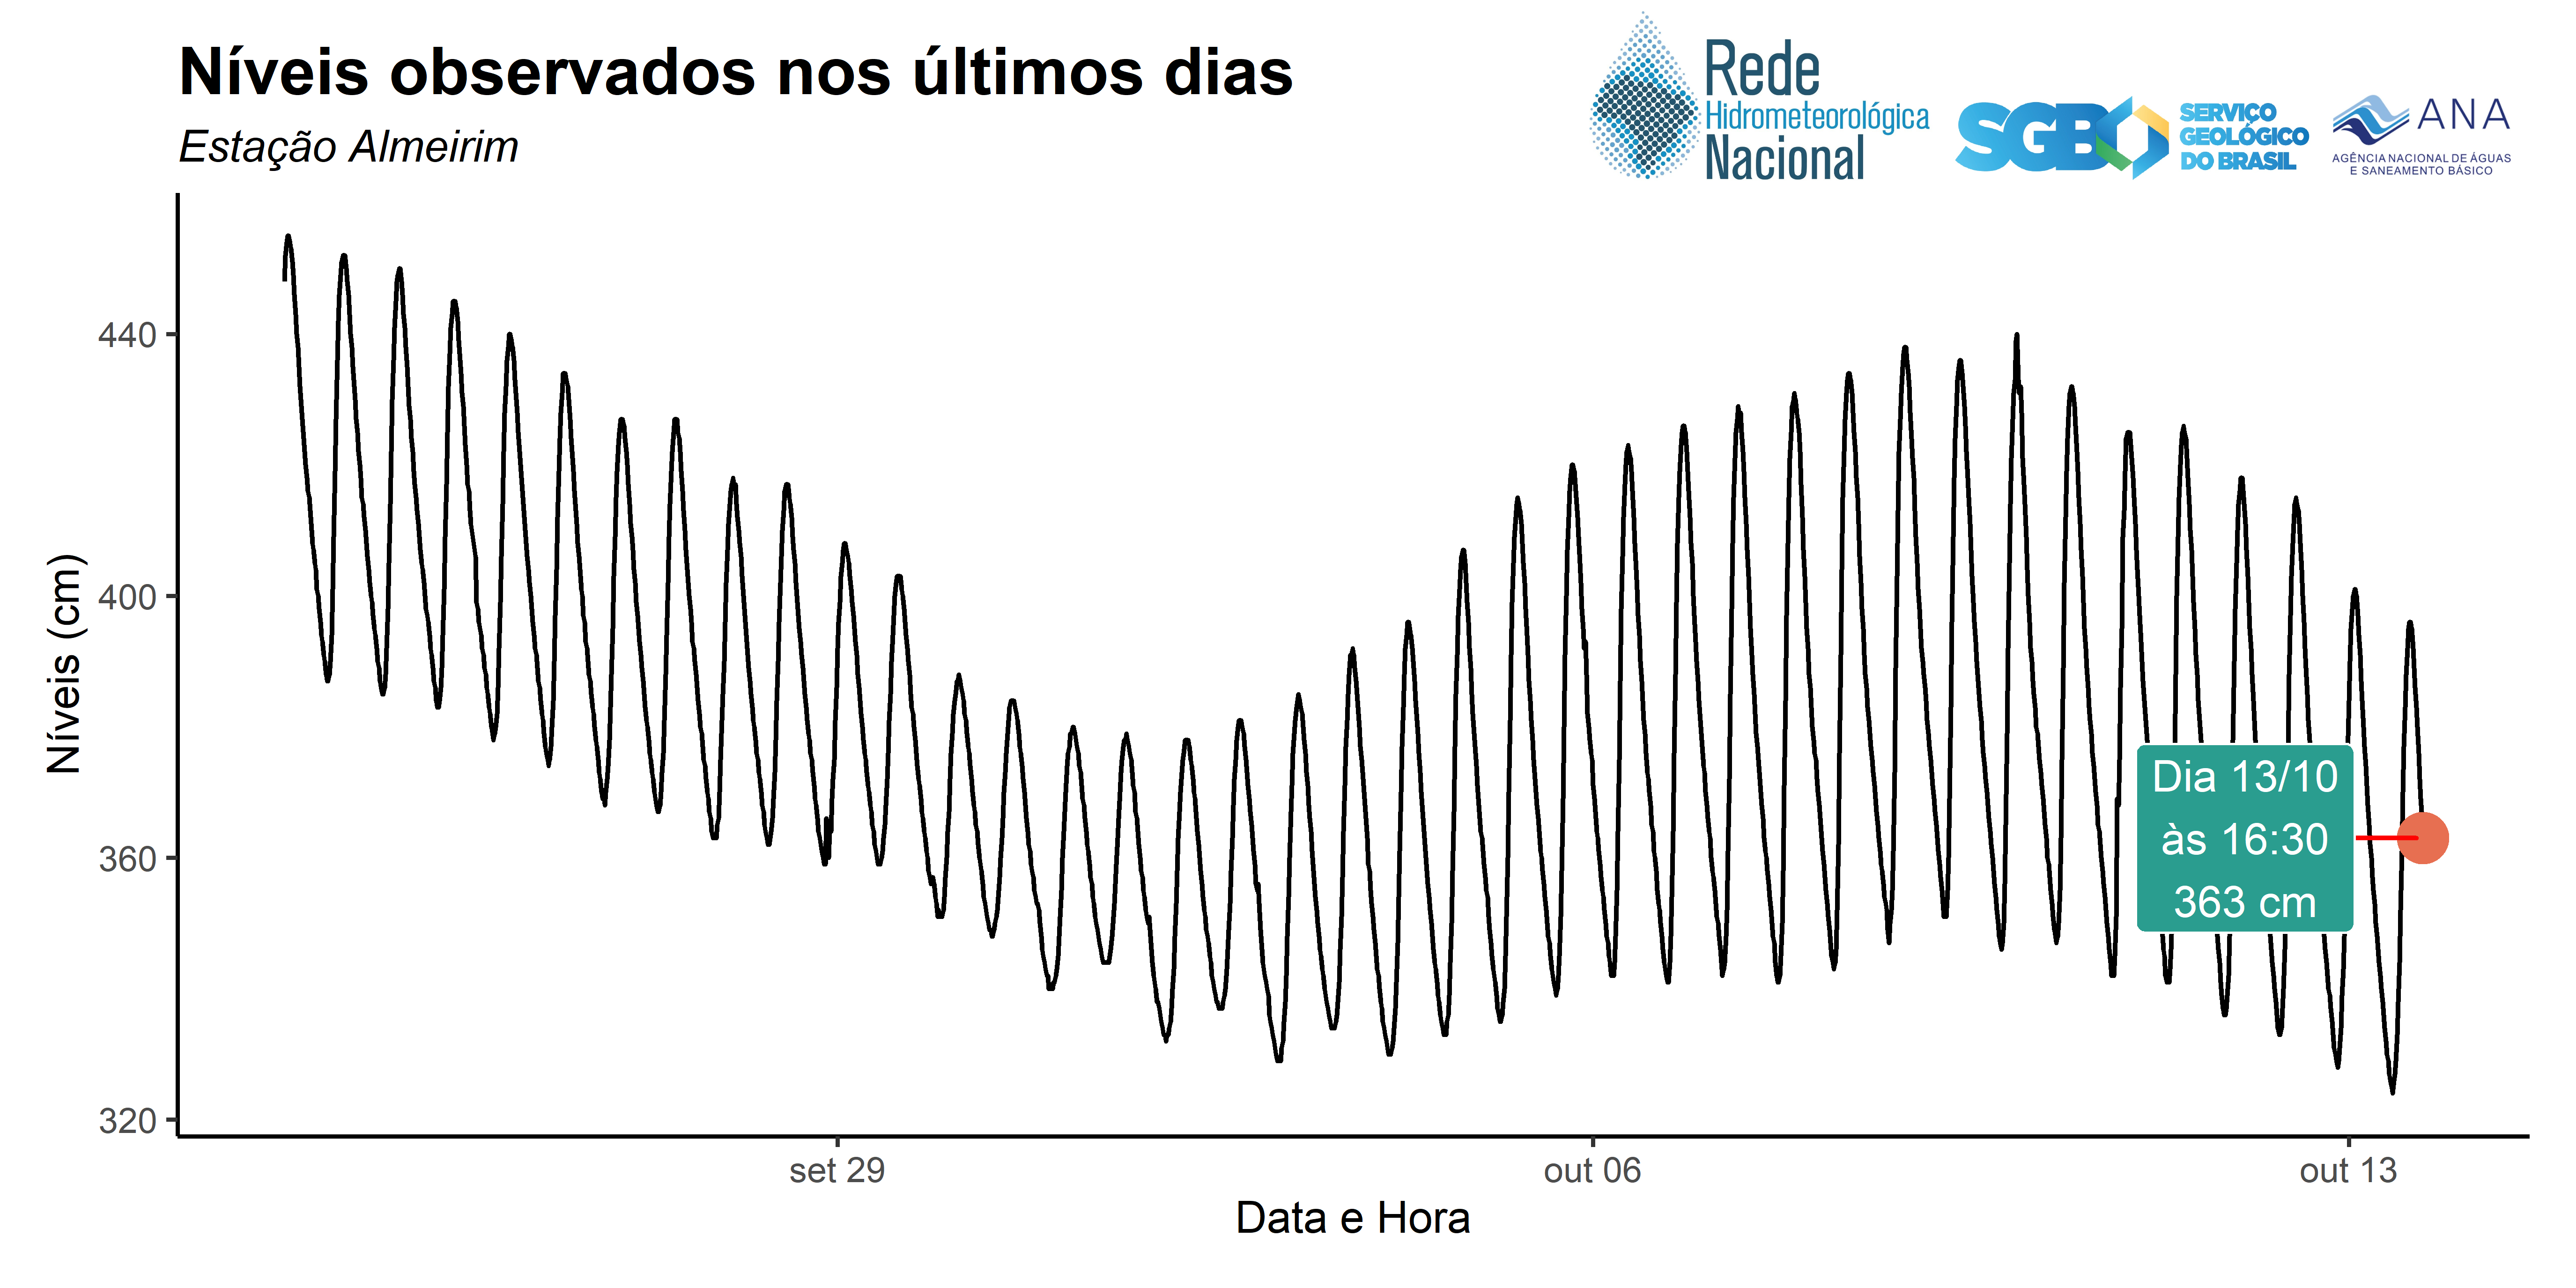 Níveis observados nos últimos dias
Estação Almeirim
Rede
Hidrometeorológica
Nacional
SGB
SERVIÇO
GEOLÓGICO
DO BRASIL
ANA
AGÊNCIA NACIONAL DE ÁGUAS
E SANEAMENTO BÁSICO
Níveis (cm)
440
400
360
320
Dia 13/10
às 16:30
363 cm
set 29
out 06
out 13
Data e Hora